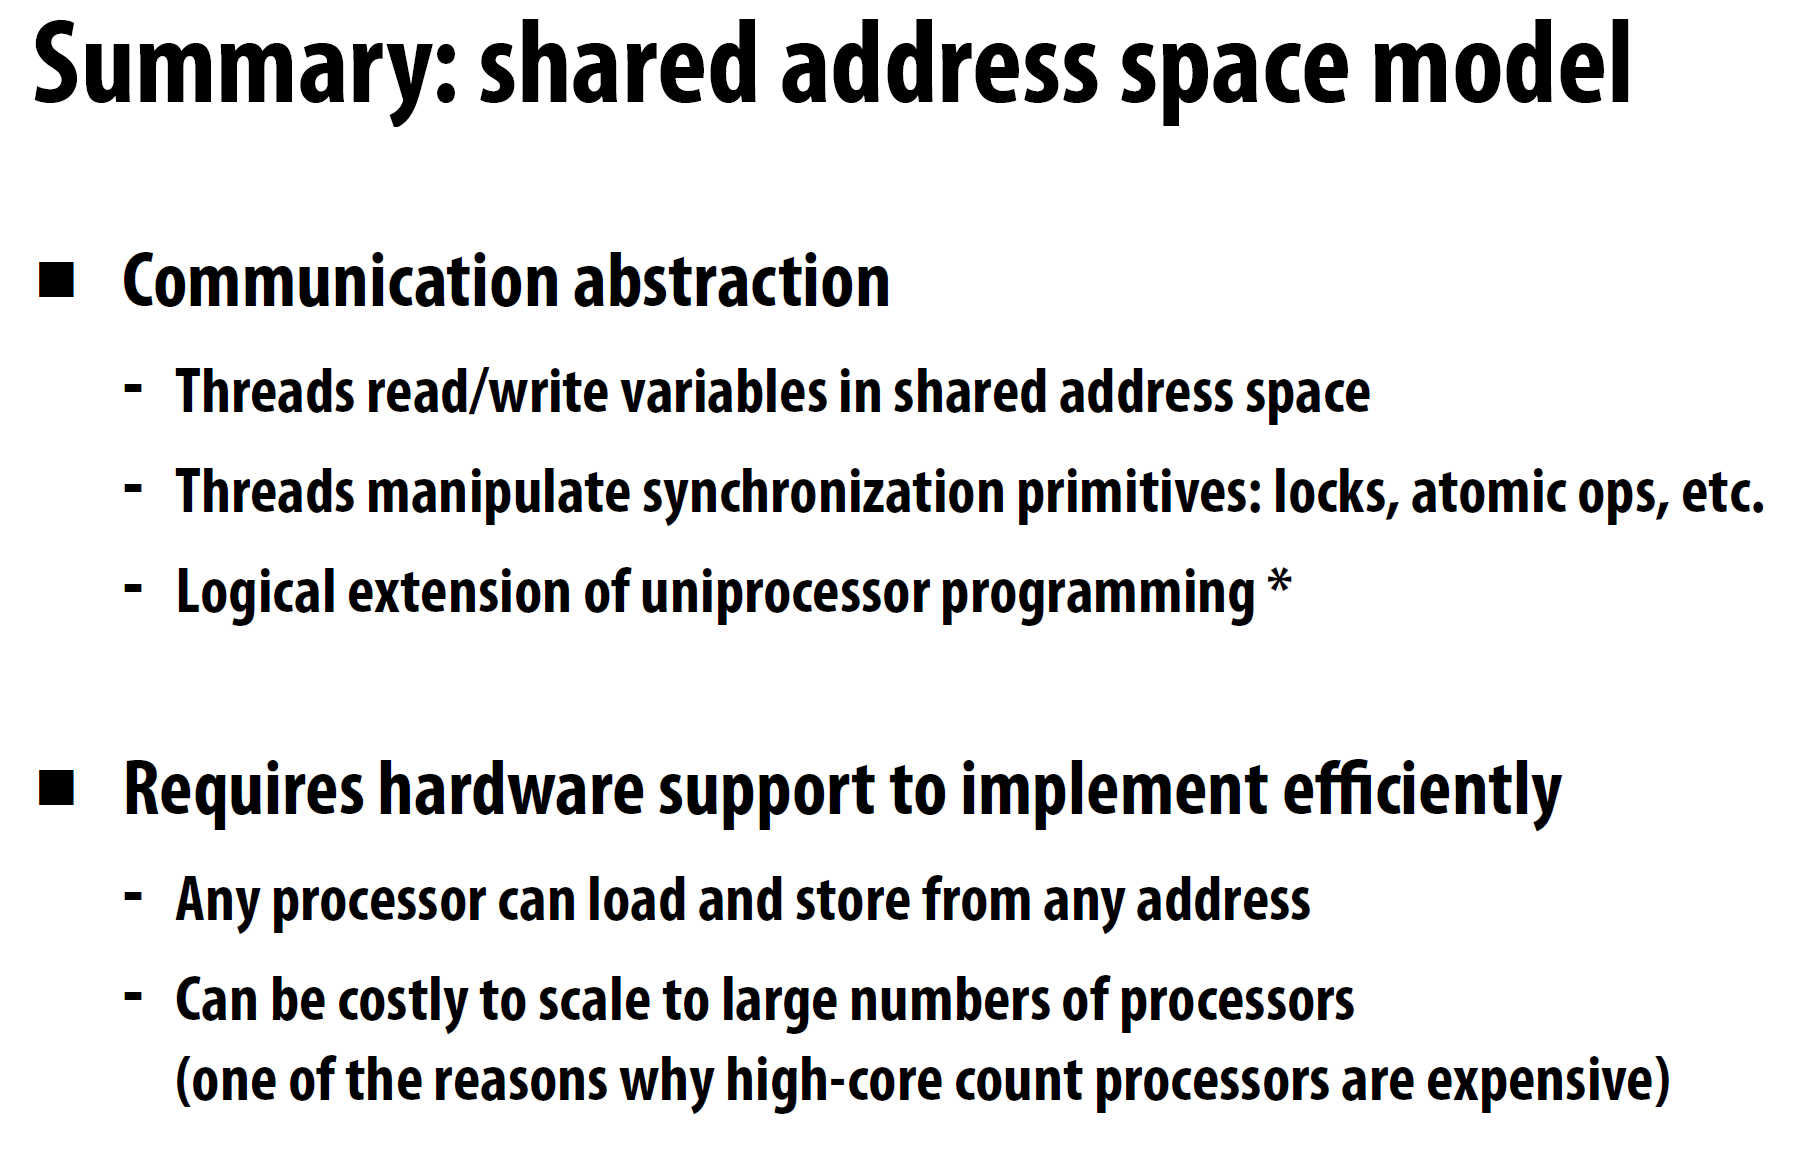 Summary: shared address space model
■ Communication abstraction
- Threads read/write variables in shared address space
- Threads manipulate synchronization primitives: locks, atomic ops, etc.
- Logical extension of uniprocessor programming *
■ Requires hardware support to implement efficiently
- Any processor can load and store from any address
- Can be costly to scale to large numbers of processors
(one of the reasons why high-core count processors are expensive)